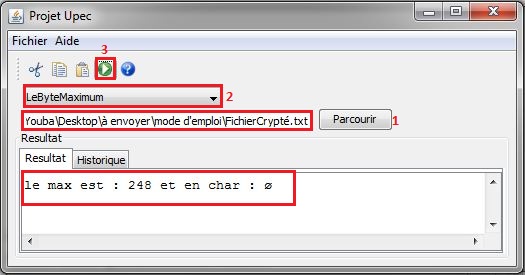 Projet Upec
Fichier Aide
3
LeByteMaximum
2
Youba\Desktop\à envoyer\mode d'emploi\FichierCrypté.txt
Parcourir
1
Resultat
Resultat Historique
le max est : 248 et en char : ø